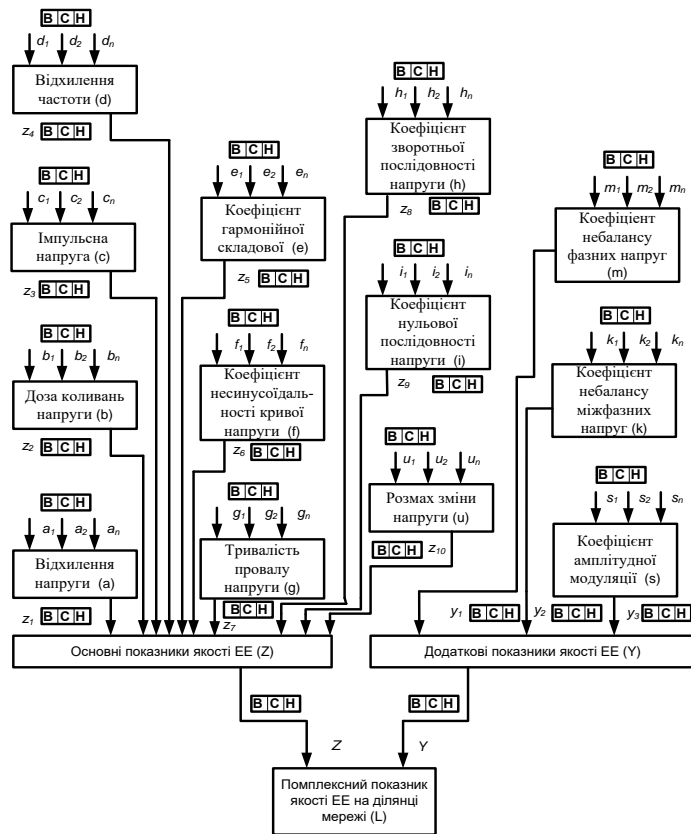 В С Н
d1 d2 dn
Відхилення
частоти (d)
z4 В С Н
В С Н
c1 c2 cn
Імпульсна
напруга (c)
z3 В С Н
В С Н
b1 b2 bn
Доза коливань
напруги (b)
z2 В С Н
В С Н
a1 a2 an
Відхилення
напруги (a)
z1 В С Н
В С Н
e1 e2 en
Коефіцієнт
гармонійної
складової (e)
z5 В С Н
В С Н
f1 f2 fn
Коефіцієнт
несинусоїдаль-
ності кривої
напруги (f)
z6 В С Н
В С Н
g1 g2 gn
Тривалість
провалу
напруги (g)
В С Н
z7
В С Н
h1 h2 hn
Коефіцієнт
зворотньої
послідовності
напруги (h)
z8 В С Н
В С Н
i1 i2 in
Коефіцієнт
нульової
послідовності
напруги (i)
z9 В С Н
В С Н
u1 u2 un
Розмах зміни
напруги (u)
В С Н z10
В С Н
m1 m2 mn
Коефіцієнт
небалансу
фазних напруг
(m)
В С Н
k1 k2 kn
Коефіцієнт
небалансу
міжфазних
напруг (k)
В С Н
s1 s2 sn
Коефіцієнт
амплітудної
модуляції (s)
y1 В С Н y2 В С Н y3 В С Н
Основні показники якості ЕЕ (Z)
Додаткові показники якості ЕЕ (Y)
В С Н
В С Н
Z Y
Помплексний показник
якості ЕЕ на ділянці
мережі (L)